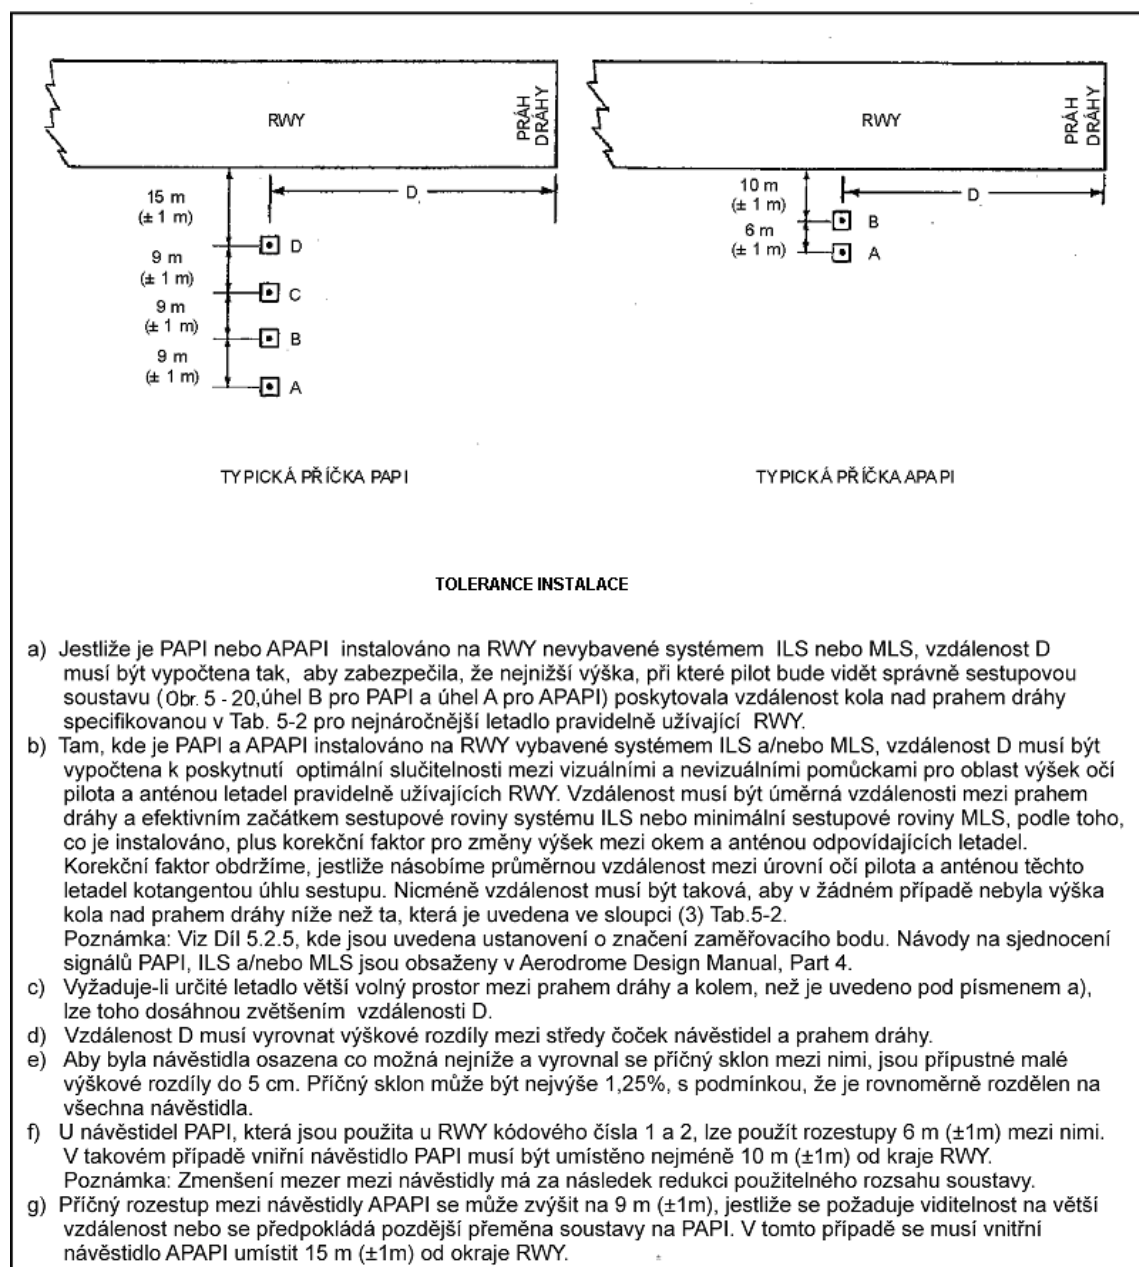 RWY
PRÁH
DRÁHY
15 m
(± 1 m)
D
D
9 m
(± 1 m)
C
9 m
(± 1 m)
B
9 m
(± 1 m)
A
TYPICKÁ PŘÍČKA PAPI
RWY
PRÁH
DRÁHY
10 m
(± 1 m)
D
B
6 m
(± 1 m)
A
TYPICKÁ PŘÍČKA APAPI
TOLERANCE INSTALACE
a) Jestliže je PAPI nebo APAPI instalováno na RWY nevybavené systémem ILS nebo MLS, vzdálenost D
musí být vypočtena tak, aby zabezpečila, že nejnižší výška, při které pilot bude vidět správně sestupovou
soustavu (Obr. 5 - 20,úhel B pro PAPI a úhel A pro APAPI) poskytovala vzdálenost kola nad prahem dráhy
specifikovanou v Tab. 5-2 pro nejnáročnější letadlo pravidelně užívající RWY.
b) Tam, kde je PAPI a APAPI instalováno na RWY vybavené systémem ILS a/nebo MLS, vzdálenost D musí být
vypočtena k poskytnutí optimální slučitelnosti mezi vizuálními a nevizuálními pomůckami pro oblast výšek očí
pilota a anténou letadel pravidelně užívajících RWY. Vzdálenost musí být úměrná vzdálenosti mezi prahem
dráhy a efektivním začátkem sestupové roviny systému ILS nebo minimální sestupové roviny MLS, podle toho,
co je instalováno, plus korekční faktor pro změny výšek mezi okem a anténou odpovídajících letadel.
Korekční faktor obdržíme, jestliže násobíme průměrnou vzdálenost mezi úrovní očí pilota a anténou těchto
letadel kotangentou úhlu sestupu. Nicméně vzdálenost musí být taková, aby v žádném případě nebyla výška
kola nad prahem dráhy níže než ta, která je uvedena ve sloupci (3) Tab.5-2.
Poznámka: Viz Díl 5.2.5, kde jsou uvedena ustanovení o značení zaměřovacího bodu. Návody na sjednocení
signálů PAPI, ILS a/nebo MLS jsou obsaženy v Aerodrome Design Manual, Part 4.
c) Vyžaduje-li určité letadlo větší volný prostor mezi prahem dráhy a kolem, než je uvedeno pod písmenem a),
lze toho dosáhnou zvětšením vzdálenosti D.
d) Vzdálenost D musí vyrovnat výškové rozdíly mezi středy čoček návěstidel a prahem dráhy.
e) Aby byla návěstidla osazena co možná nejníže a vyrovnal se příčný sklon mezi nimi, jsou přípustné malé
výškové rozdíly do 5 cm. Příčný sklon může být nejvýše 1,25%, s podmínkou, že je rovnoměrně rozdělen na
všechna návěstidla.
f) U návěstidel PAPI, která jsou použita u RWY kódového čísla 1 a 2, lze použít rozestupy 6 m (±1m) mezi nimi.
V takovém případě vniřní návěstidlo PAPI musí být umístěno nejméně 10 m (±1m) od kraje RWY.
Poznámka: Zmenšení mezer mezi návěstidly má za následek redukci použitelného rozsahu soustavy.
g) Příčný rozestup mezi návěstidly APAPI se může zvýšit na 9 m (±1m), jestliže se požaduje viditelnost na větší
vzdálenost nebo se předpokládá pozdější přeměna soustavy na PAPI. V tomto případě se musí vnitřní
návěstidlo APAPI umístit 15 m (±1m) od okraje RWY.